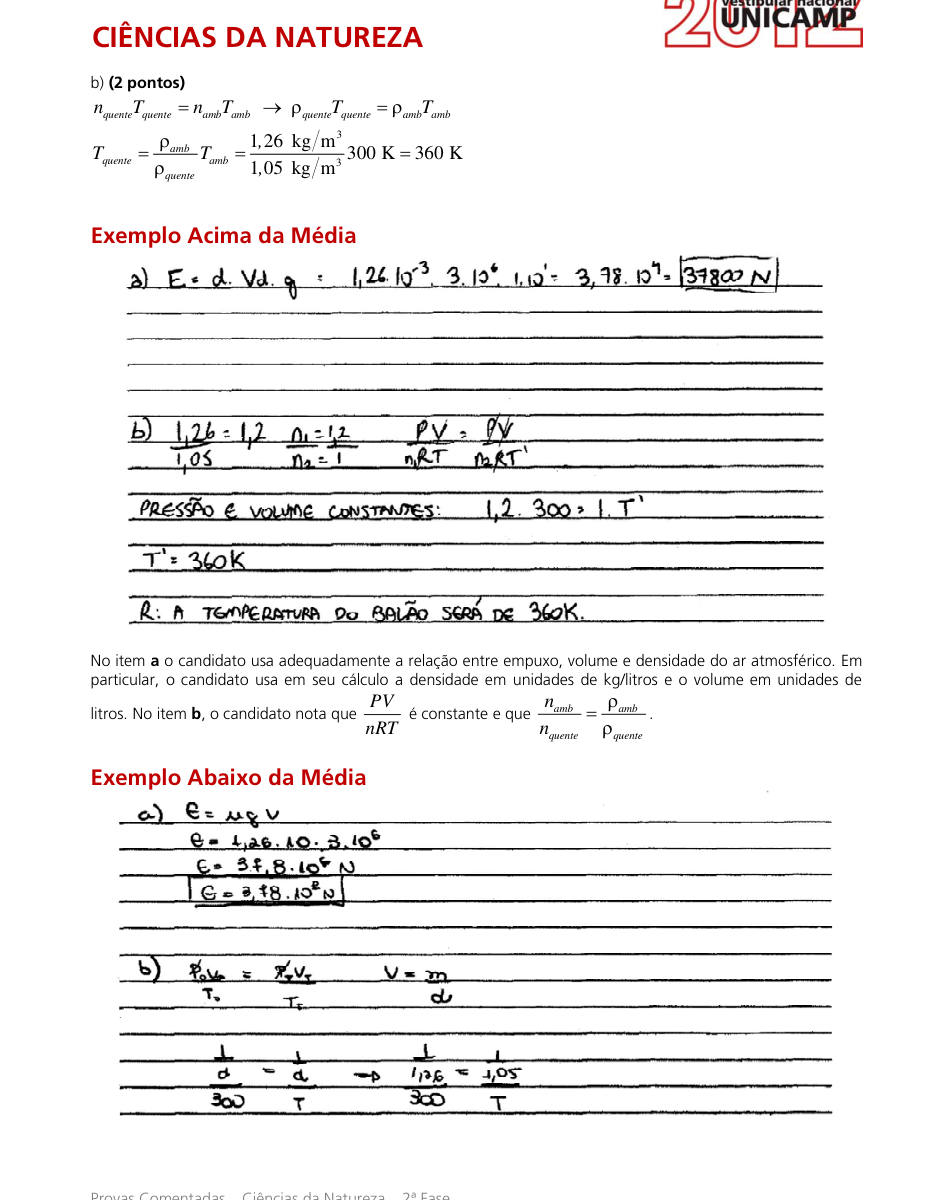 vestibular nacional
2012
UNICAMP
CIÊNCIAS DA NATUREZA
b) (2 pontos)
n_quente T_quente = n_amb T_amb → ρ_quente T_quente = ρ_amb T_amb
T_quente = ρ_amb / ρ_quente T_amb = 1,26 kg/m³ / 1,05 kg/m³ 300 K = 360 K
Exemplo Acima da Média
a) E = d. Vd. g = 1,26.10⁻³. 3.10⁶. 1.10¹ = 3,78.10⁴ = 37800 N
b) 1,26 / 1,05 = 1,2 n₁ = 1,2 / n₂ = 1 PV / n₁RT = PV / n₂RT'
PRESSÃO E VOLUME CONSTANTES: 1,2. 300 = 1. T'
T' = 360K
R: A TEMPERATURA DO BALÃO SERÁ DE 360K.
No item a o candidato usa adequadamente a relação entre empuxo, volume e densidade do ar atmosférico. Em
particular, o candidato usa em seu cálculo a densidade em unidades de kg/litros e o volume em unidades de
litros. No item b, o candidato nota que PV / nRT é constante e que n_amb / n_quente = ρ_amb / ρ_quente .
Exemplo Abaixo da Média
a) E = μgV
E = 1,26.10.3.10⁶
E = 37,8.10⁶ N
E = 3,78.10⁸ N
b) P₀V₀ / T₀ = P_T V_T / T_T V = m / d
1/d / 300 = 1/d / T → 1/1,26 / 300 = 1/1,05 / T
Provas Comentadas Ciências da Natureza 2ª Fase